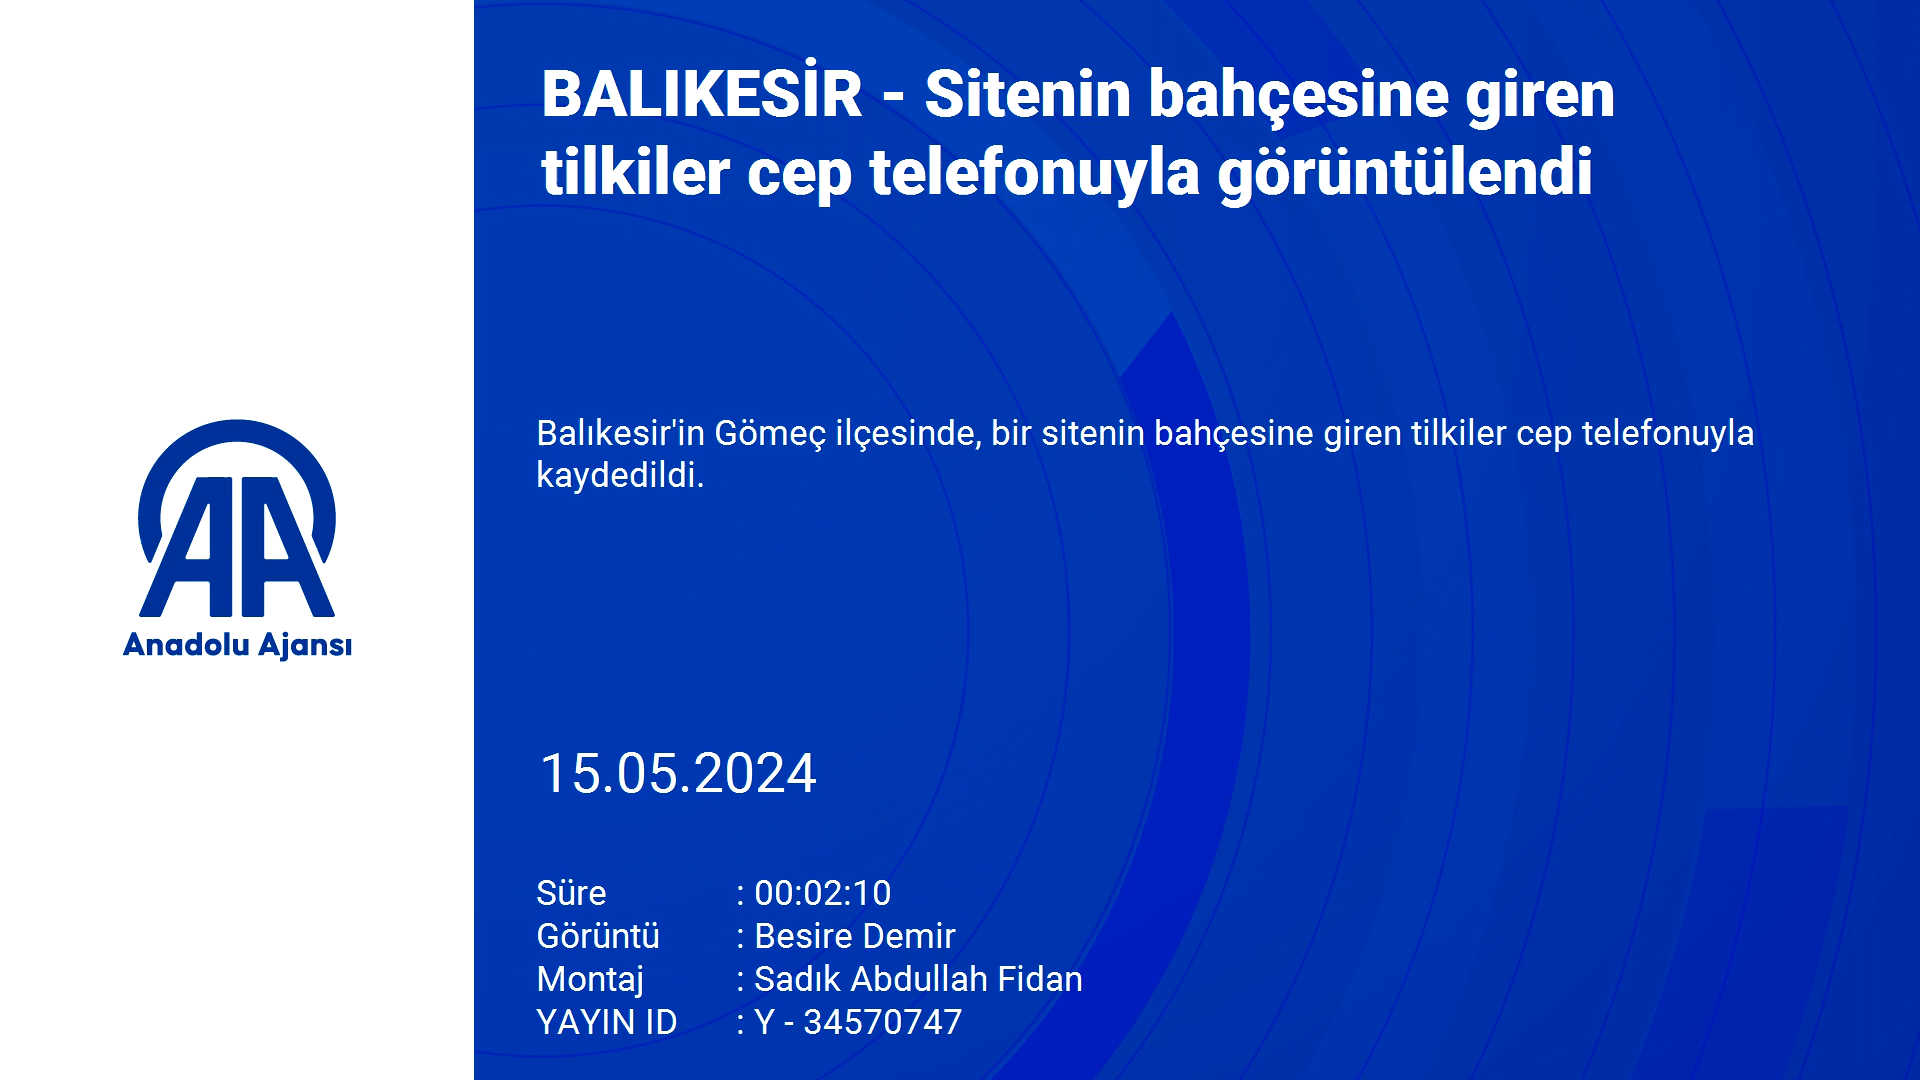 BALIKESİR - Sitenin bahçesine giren
tilkiler cep telefonuyla görüntülendi
Balıkesir'in Gömeç ilçesinde, bir sitenin bahçesine giren tilkiler cep telefonuyla
kaydedildi.
AA
Anadolu Ajansı
15.05.2024
Süre : 00:02:10
Görüntü : Besire Demir
Montaj : Sadık Abdullah Fidan
YAYIN ID : Y - 34570747